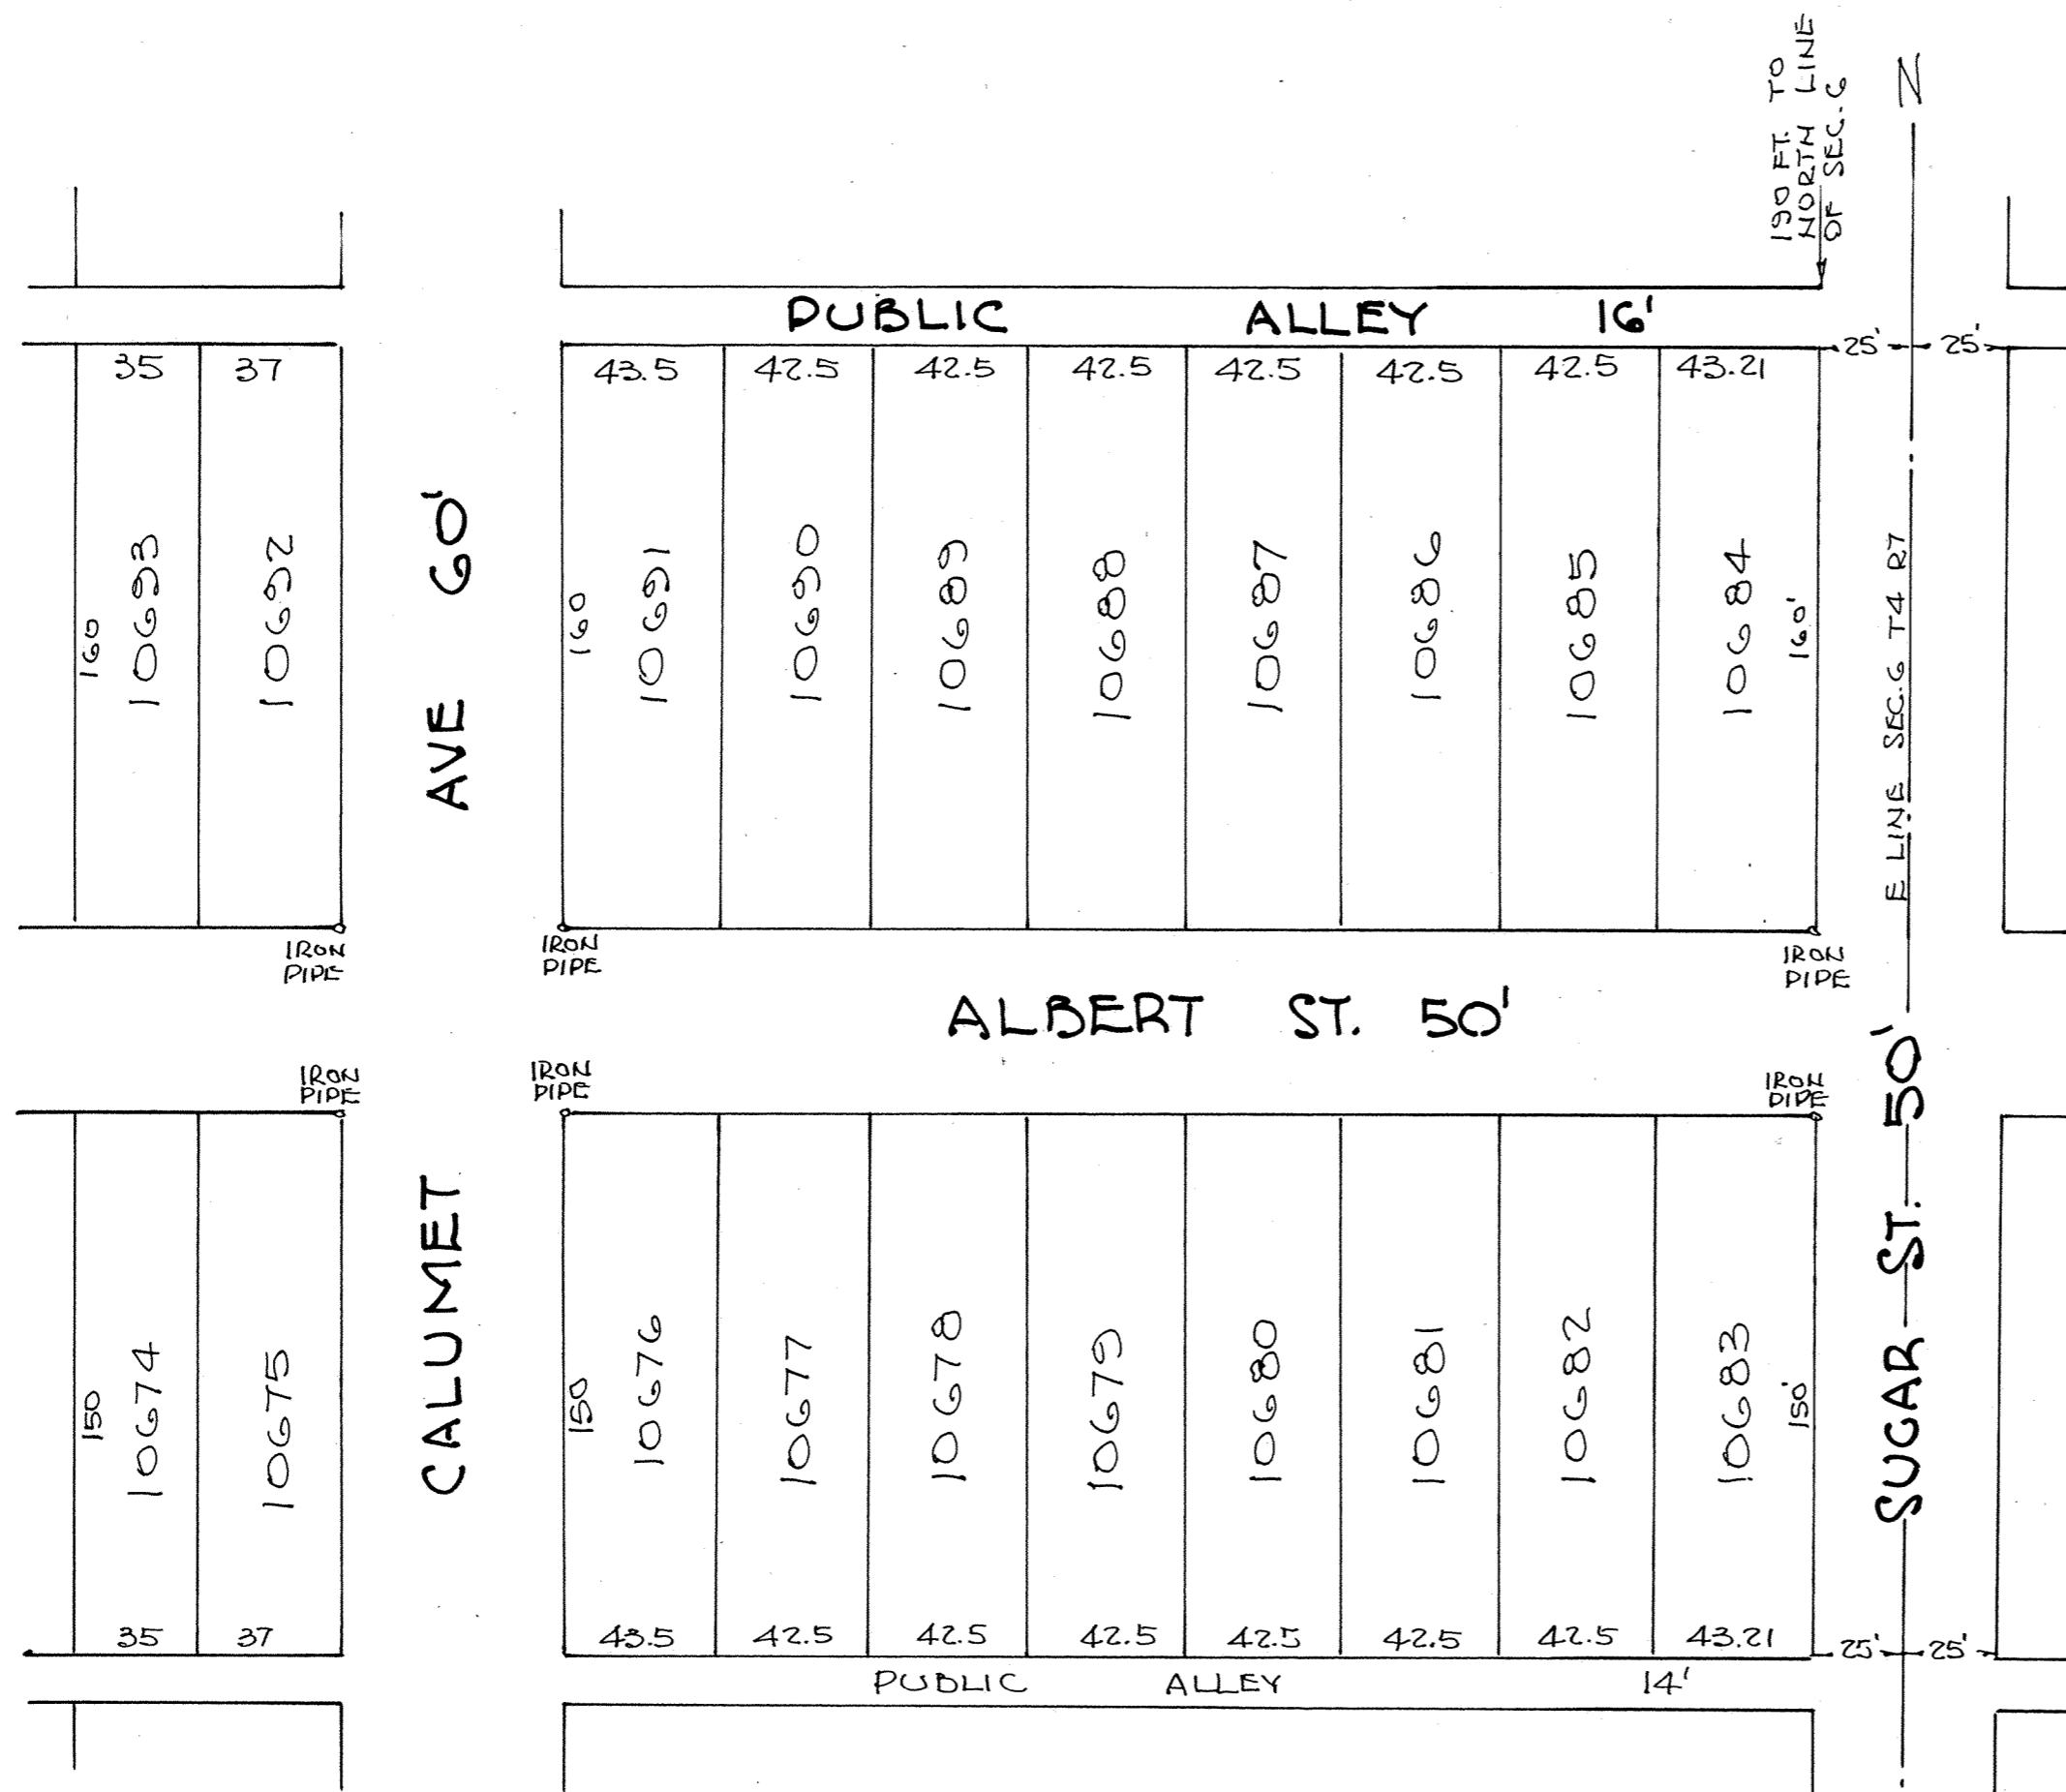 190 FT. TO
NORTH LINE
OF SEC. 6
N
PUBLIC ALLEY 16'
25' 25'
35 37 43.5 42.5 42.5 42.5 42.5 42.5 42.5 43.21
160 10693 10692
AVE 60'
160 10691 10690 10689 10688 10687 10686 10685 10684 160'
E LINE SEC. 6 T4 R7
IRON
PIPE
IRON
PIPE
IRON
PIPE
ALBERT ST. 50'
IRON
PIPE
IRON
PIPE
IRON
PIPE
150 10674 10675
CALUMET
150 10676 10677 10678 10679 10680 10681 10682 10683 150'
SUGAR ST. 50'
35 37 43.5 42.5 42.5 42.5 42.5 42.5 42.5 43.21
25' 25'
PUBLIC ALLEY 14'